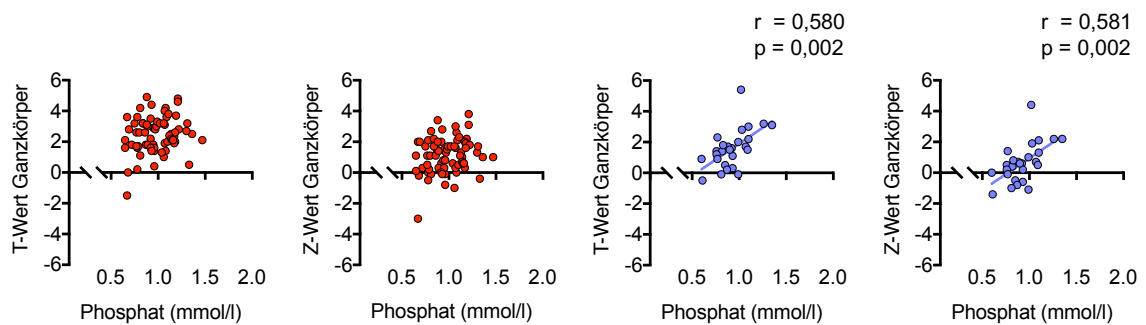 r = 0,580
p = 0,002
r = 0,581
p = 0,002
T-Wert Ganzkörper
6
4
2
0
-2
-4
-6
0.5 1.0 1.5 2.0
Phosphat (mmol/l)
Z-Wert Ganzkörper
6
4
2
0
-2
-4
-6
0.5 1.0 1.5 2.0
Phosphat (mmol/l)
T-Wert Ganzkörper
6
4
2
0
-2
-4
-6
0.5 1.0 1.5 2.0
Phosphat (mmol/l)
Z-Wert Ganzkörper
6
4
2
0
-2
-4
-6
0.5 1.0 1.5 2.0
Phosphat (mmol/l)